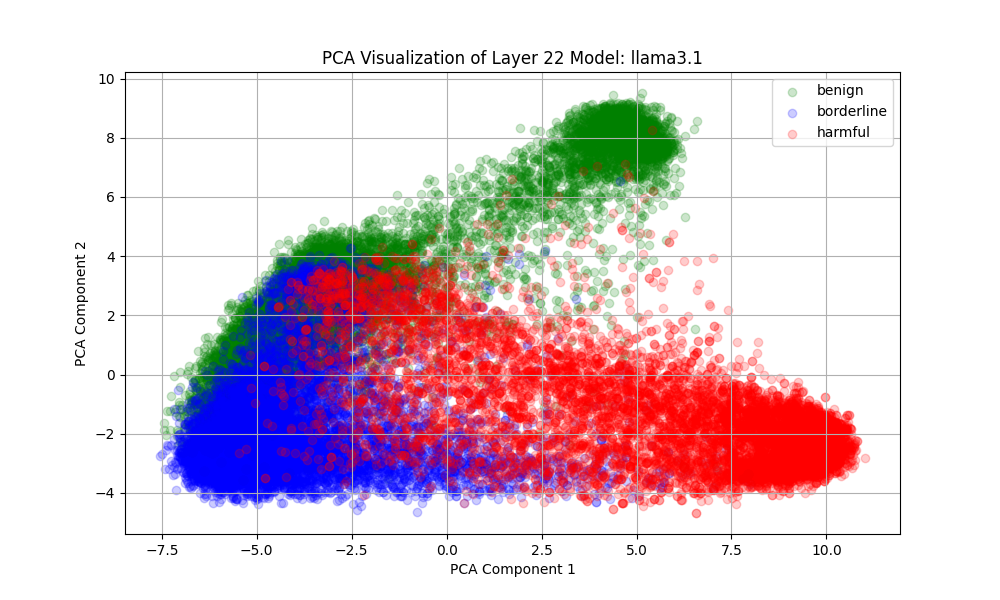 PCA Visualization of Layer 22 Model: llama3.1
benign
borderline
harmful
10
8
6
4
2
0
−2
−4
PCA Component 2
−7.5 −5.0 −2.5 0.0 2.5 5.0 7.5 10.0
PCA Component 1